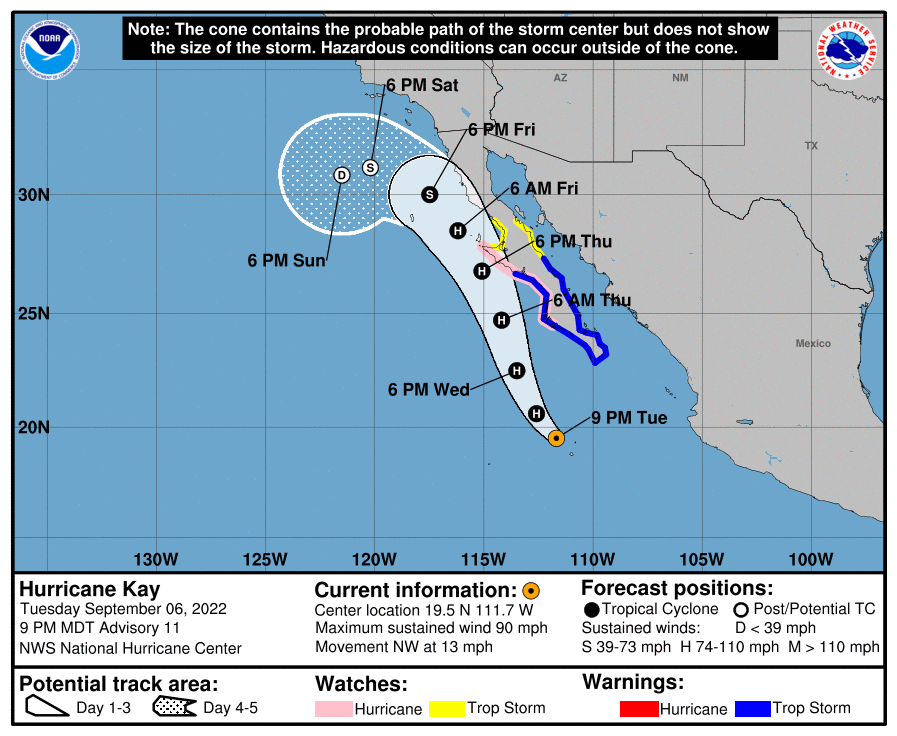 Note: The cone contains the probable path of the storm center but does not show
the size of the storm. Hazardous conditions can occur outside of the cone.
NOAA
NATIONAL WEATHER SERVICE
AZ
NM
TX
Mexico
6 PM Sat
6 PM Fri
6 AM Fri
6 PM Thu
6 AM Thu
6 PM Sun
6 PM Wed
9 PM Tue
D
S
S
H
H
H
H
H
30N
25N
20N
130W
125W
120W
115W
110W
105W
100W
Hurricane Kay
Tuesday September 06, 2022
9 PM MDT Advisory 11
NWS National Hurricane Center
Current information:
Center location 19.5 N 111.7 W
Maximum sustained wind 90 mph
Movement NW at 13 mph
Forecast positions:
Tropical Cyclone Post/Potential TC
Sustained winds: D < 39 mph
S 39-73 mph H 74-110 mph M > 110 mph
Potential track area:
Day 1-3 Day 4-5
Watches:
Hurricane Trop Storm
Warnings:
Hurricane Trop Storm